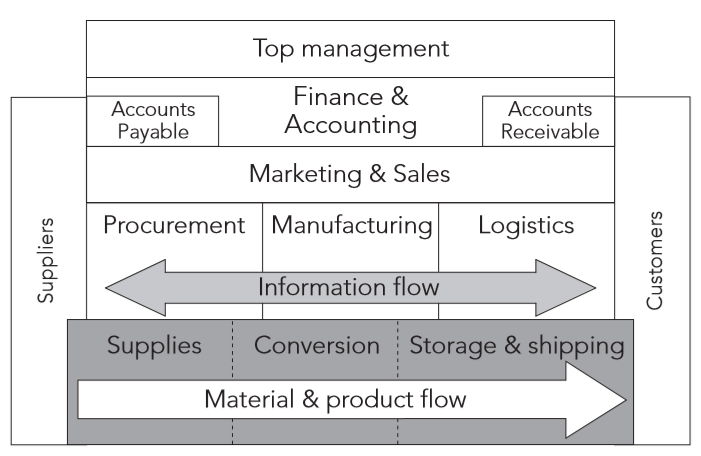 Top management
Accounts
Payable
Finance &
Accounting
Accounts
Receivable
Marketing & Sales
Suppliers
Procurement
Manufacturing
Logistics
Customers
Information flow
Supplies
Conversion
Storage & shipping
Material & product flow